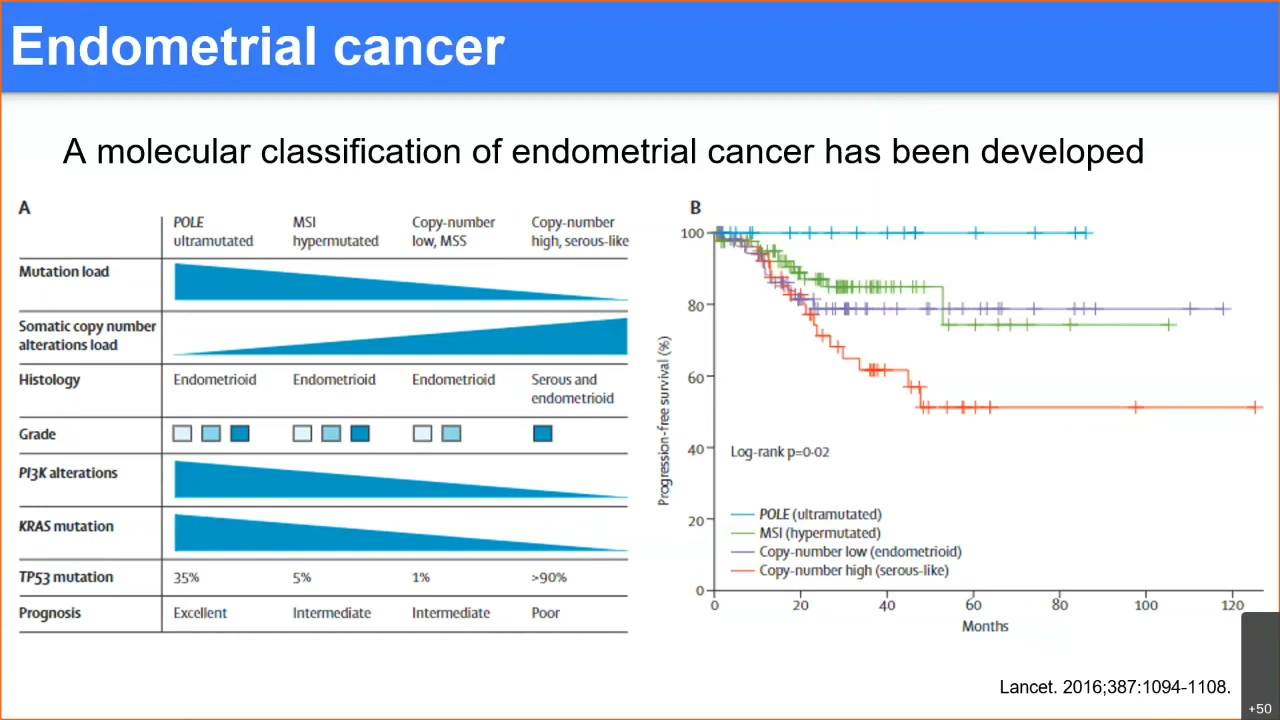 Endometrial cancer
A molecular classification of endometrial cancer has been developed
A
POLE
ultramutated
MSI
hypermutated
Copy-number
low, MSS
Copy-number
high, serous-like
Mutation load
Somatic copy number
alterations load
Histology
Endometrioid
Endometrioid
Endometrioid
Serous and
endometrioid
Grade
PI3K alterations
KRAS mutation
TP53 mutation
35%
5%
1%
>90%
Prognosis
Excellent
Intermediate
Intermediate
Poor
B
Progression-free survival (%)
100
80
60
40
20
0
Log-rank p=0·02
POLE (ultramutated)
MSI (hypermutated)
Copy-number low (endometrioid)
Copy-number high (serous-like)
0
20
40
60
80
100
120
Months
Lancet. 2016;387:1094-1108.
+50